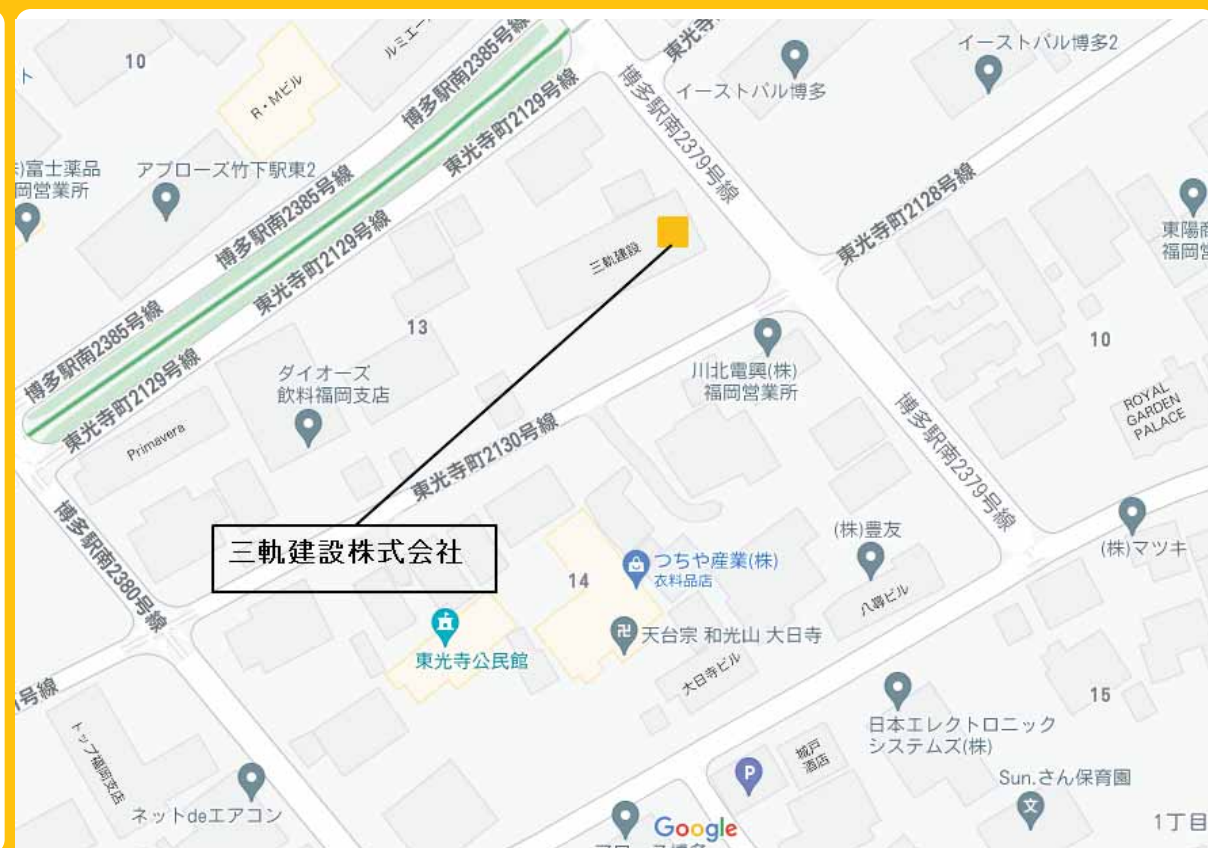 10
ルミエー
博多駅南2385号線
東光寺
イーストパル博多
イーストパル博多2
R・Mビル
博多駅南2379号線
富士薬品
岡営業所
アプローズ竹下駅東2
東光寺町2129号線
博多駅南2385号線
東光寺町2128号線
東陽商
福岡営
三軌建設
東光寺町2129号線
13
博多駅南2385号線
東光寺町2129号線
ダイオーズ
飲料福岡支店
川北電興(株)
福岡営業所
10
ROYAL
GARDEN
PALACE
Primavera
東光寺町2130号線
博多駅南2379号線
博多駅南2380号線
三軌建設株式会社
(株)豊友
(株)マツキ
つちや産業(株)
衣料品店
14
八尋ビル
天台宗 和光山 大日寺
東光寺公民館
大日寺ビル
号線
15
日本エレクトロニック
システムズ(株)
トップ福岡支店
城戸
酒店
P
Sun.さん保育園
文
ネットdeエアコン
Google
1丁目